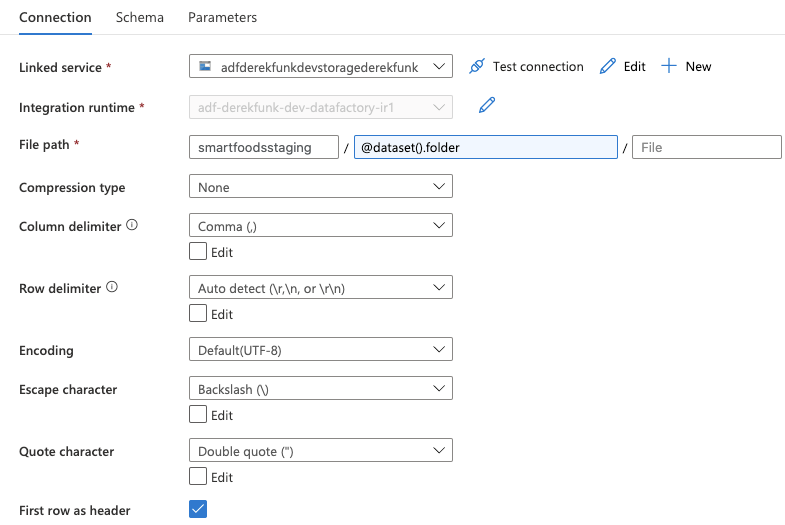 Connection Schema Parameters
Linked service * adfderekfunkdevstoragederekfunk Test connection Edit New
Integration runtime * adf-derekfunk-dev-datafactory-ir1
File path * smartfoodsstaging / @dataset().folder / File
Compression type None
Column delimiter Comma (,)
Edit
Row delimiter Auto detect (\r,\n, or \r\n)
Edit
Encoding Default(UTF-8)
Escape character Backslash (\)
Edit
Quote character Double quote (")
Edit
First row as header